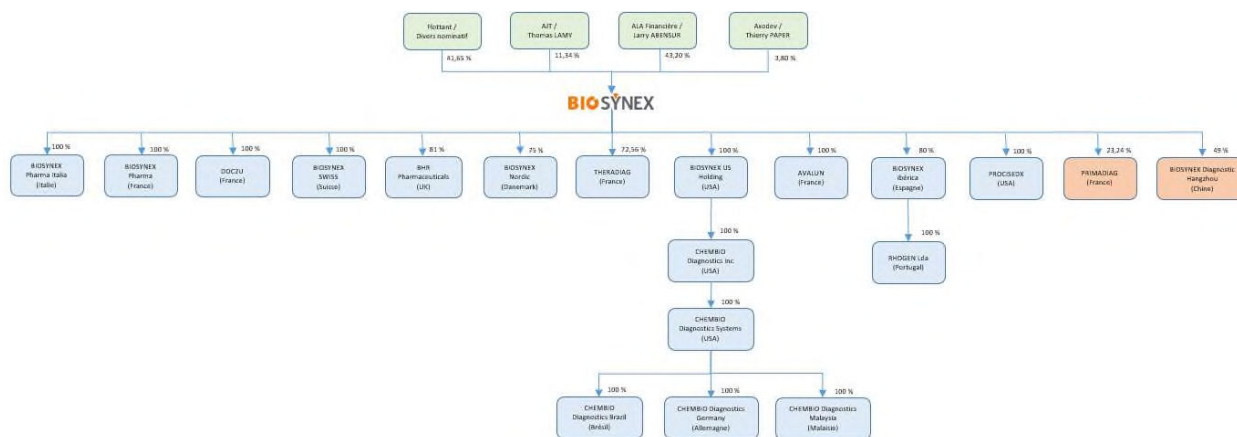 Flottant /
Divers nominatif
AJT /
Thomas LAMY
ALA Financière /
Larry ABENSUR
Axodev /
Thierry PAPER
41,65 %
11,34 %
43,20 %
3,80 %
BIOSYNEX
100 %
100 %
100 %
100 %
81 %
75 %
72,56 %
100 %
100 %
80 %
100 %
23,24 %
49 %
BIOSYNEX
Pharma Italia
(Italie)
BIOSYNEX
Pharma
(France)
DOC2U
(France)
BIOSYNEX
SWISS
(Suisse)
BHR
Pharmaceuticals
(UK)
BIOSYNEX
Nordic
(Danemark)
THERADIAG
(France)
BIOSYNEX US
Holding
(USA)
AVALUN
(France)
BIOSYNEX
Ibérica
(Espagne)
PROCISEDX
(USA)
PRIMADIAG
(France)
BIOSYNEX Diagnostic
Hangzhou
(Chine)
100 %
100 %
CHEMBIO
Diagnostics Inc
(USA)
RHOGEN Lda
(Portugal)
100 %
CHEMBIO
Diagnostics Systems
(USA)
100 %
100 %
100 %
CHEMBIO
Diagnostics Brazil
(Brésil)
CHEMBIO Diagnostics
Germany
(Allemagne)
CHEMBIO Diagnostics
Malaysia
(Malaisie)